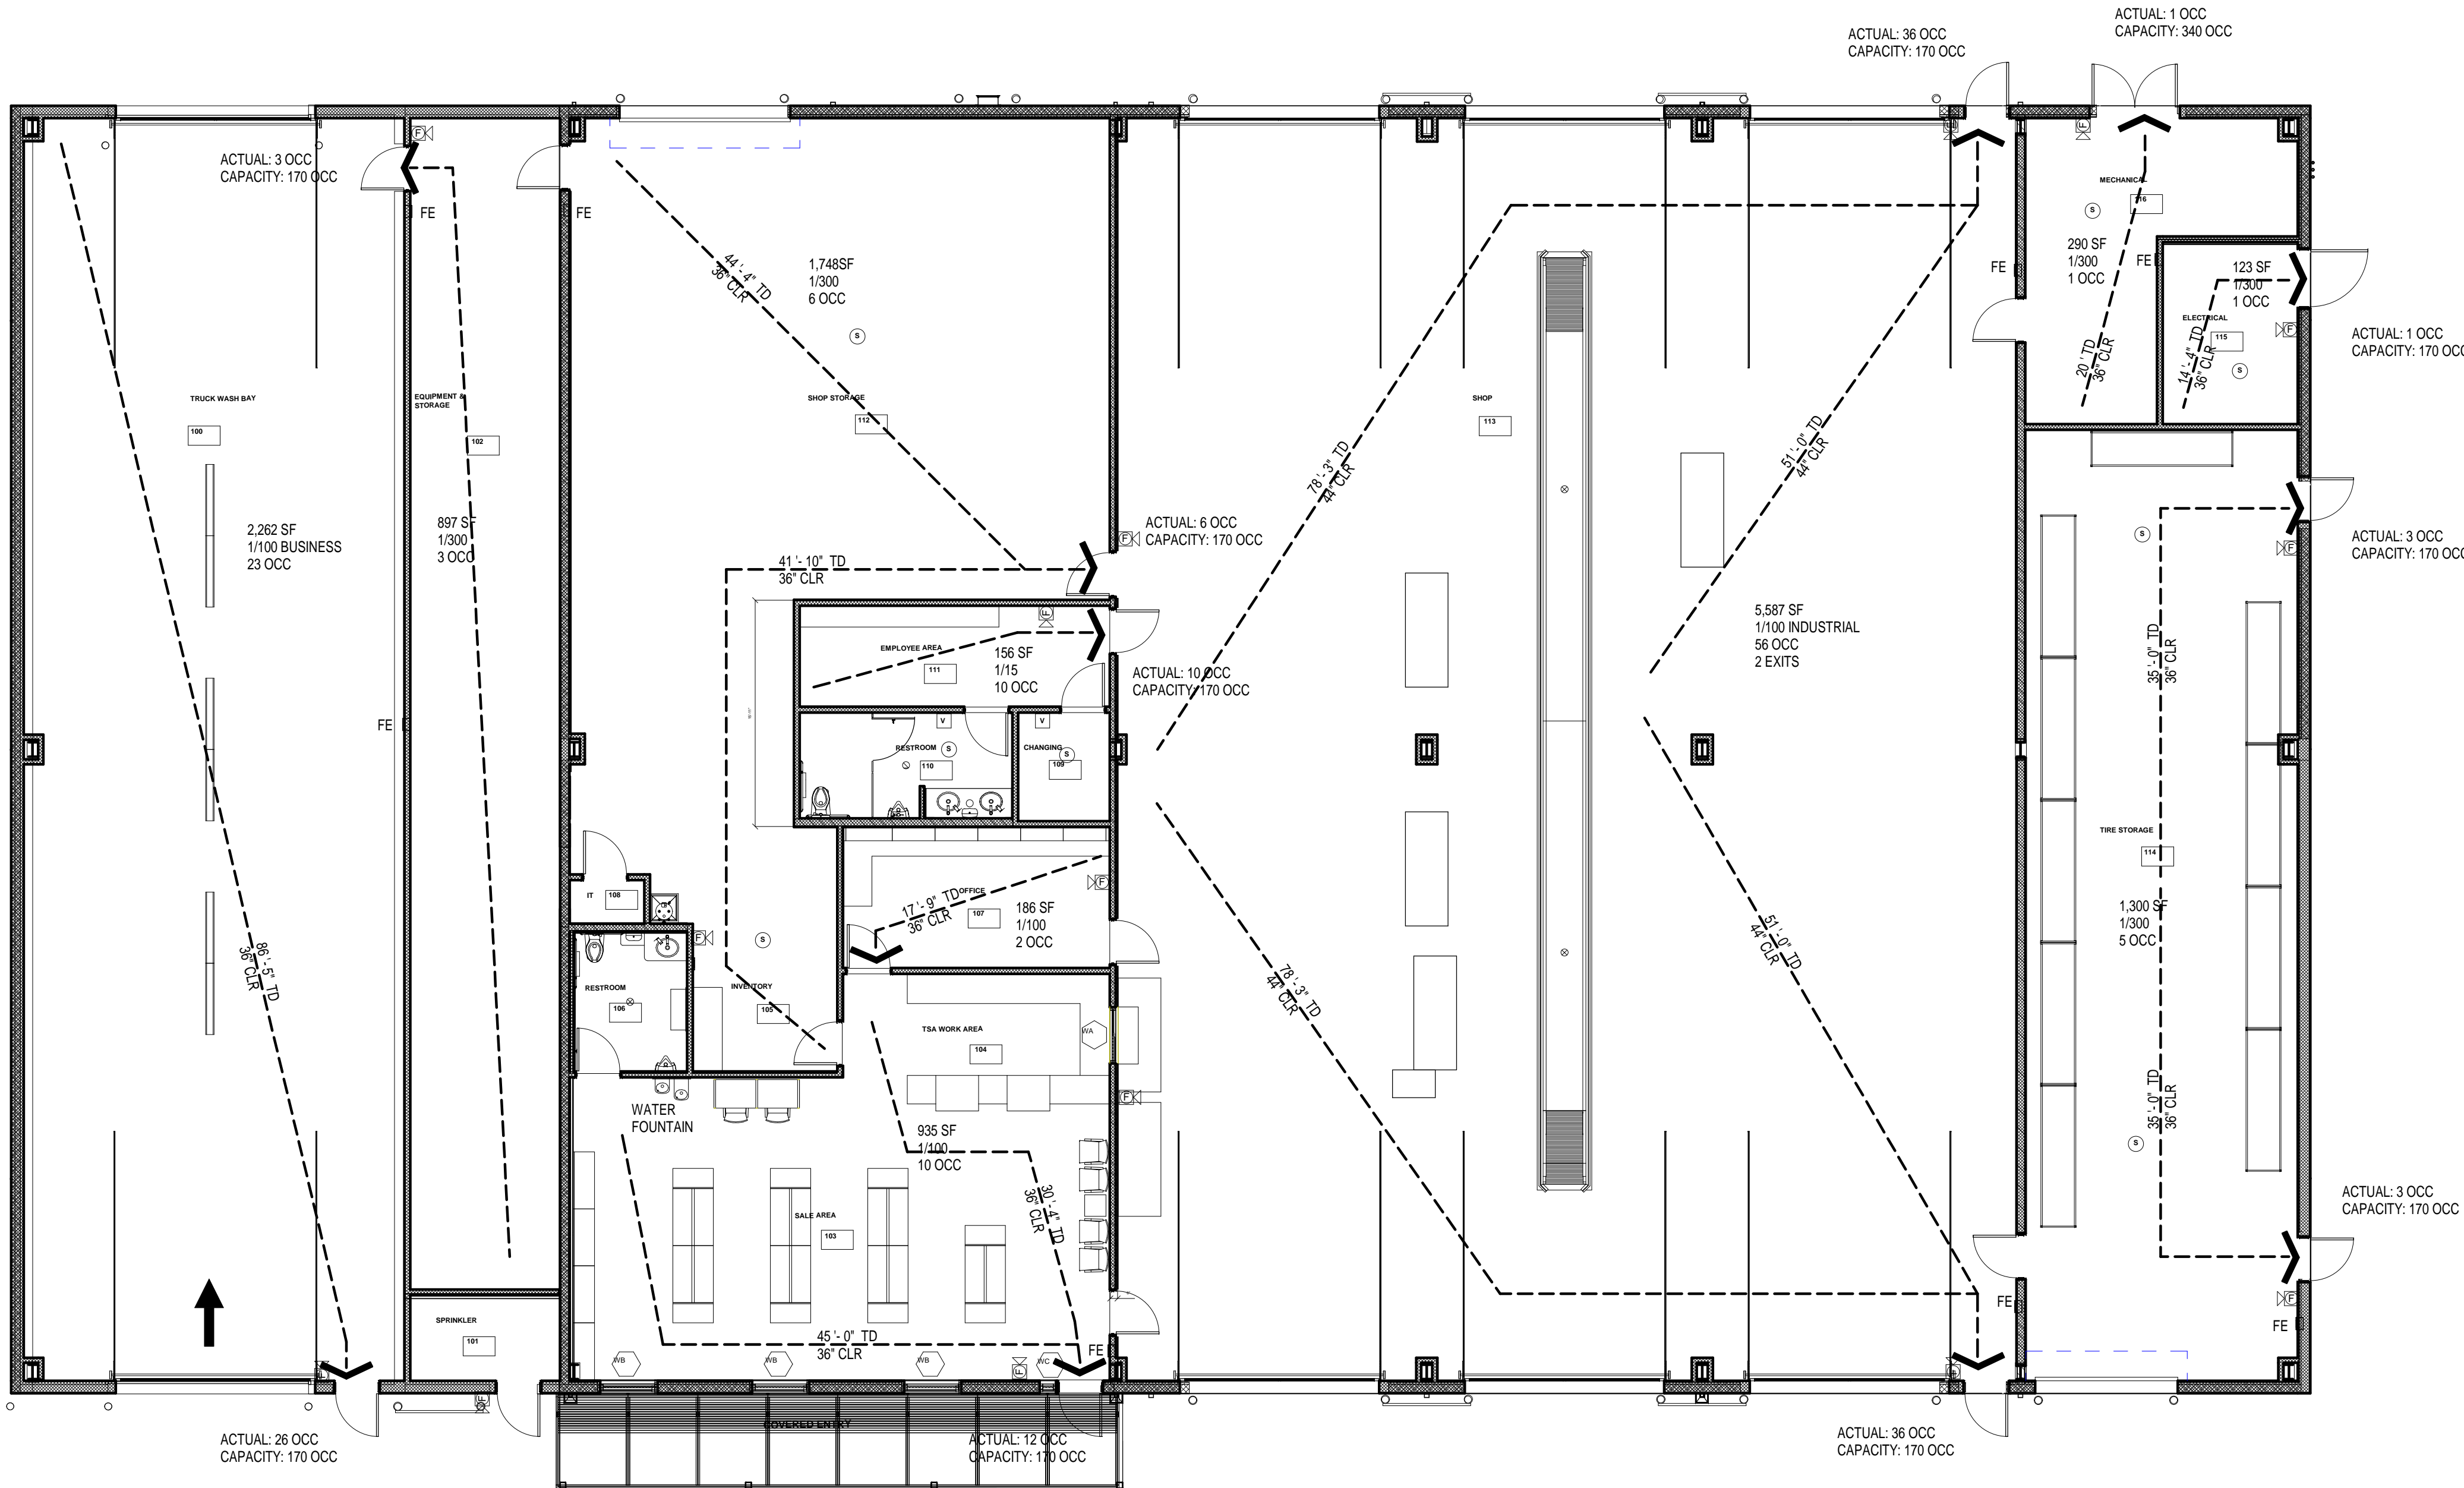 ACTUAL: 1 OCC
CAPACITY: 340 OCC
ACTUAL: 36 OCC
CAPACITY: 170 OCC
F
F
F
ACTUAL: 3 OCC
CAPACITY: 170 OCC
FE
FE
MECHANICAL
116
S
290 SF
1/300
1 OCC
FE
FE
123 SF
1/300
1 OCC
ELECTRICAL
115
F
S
20 ' TD
36" CLR
14 '- 4" TD
36" CLR
ACTUAL: 1 OCC
CAPACITY: 170 OCC
44 '- 4" TD
36" CLR
1,748SF
1/300
6 OCC
S
TRUCK WASH BAY
100
EQUIPMENT &
STORAGE
102
SHOP STORAGE
112
SHOP
113
78 '- 3" TD
44" CLR
51 '- 0" TD
44" CLR
2,262 SF
1/100 BUSINESS
23 OCC
897 SF
1/300
3 OCC
F
ACTUAL: 6 OCC
CAPACITY: 170 OCC
S
F
ACTUAL: 3 OCC
CAPACITY: 170 OCC
41 '- 10" TD
36" CLR
F
EMPLOYEE AREA
111
156 SF
1/15
10 OCC
ACTUAL: 10 OCC
CAPACITY: 170 OCC
5,587 SF
1/100 INDUSTRIAL
56 OCC
2 EXITS
35 '- 0" TD
36" CLR
FE
V
V
RESTROOM
S
110
CHANGING
S
109
TIRE STORAGE
114
1,300 SF
1/300
5 OCC
IT
108
OFFICE
107
F
17 '- 9" TD
36" CLR
186 SF
1/100
2 OCC
F
S
86 '- 5" TD
36" CLR
RESTROOM
106
INVENTORY
105
TSA WORK AREA
104
WA
78 '- 3" TD
44" CLR
51 '- 0" TD
44" CLR
35 '- 0" TD
36" CLR
S
F
WATER
FOUNTAIN
935 SF
1/100
10 OCC
30 '- 4" TD
36" CLR
SALE AREA
103
ACTUAL: 3 OCC
CAPACITY: 170 OCC
F
FE
FE
SPRINKLER
101
45 '- 0" TD
36" CLR
FE
WB
WB
WB
WC
F
F
F
F
COVERED ENTRY
ACTUAL: 26 OCC
CAPACITY: 170 OCC
ACTUAL: 12 OCC
CAPACITY: 170 OCC
ACTUAL: 36 OCC
CAPACITY: 170 OCC